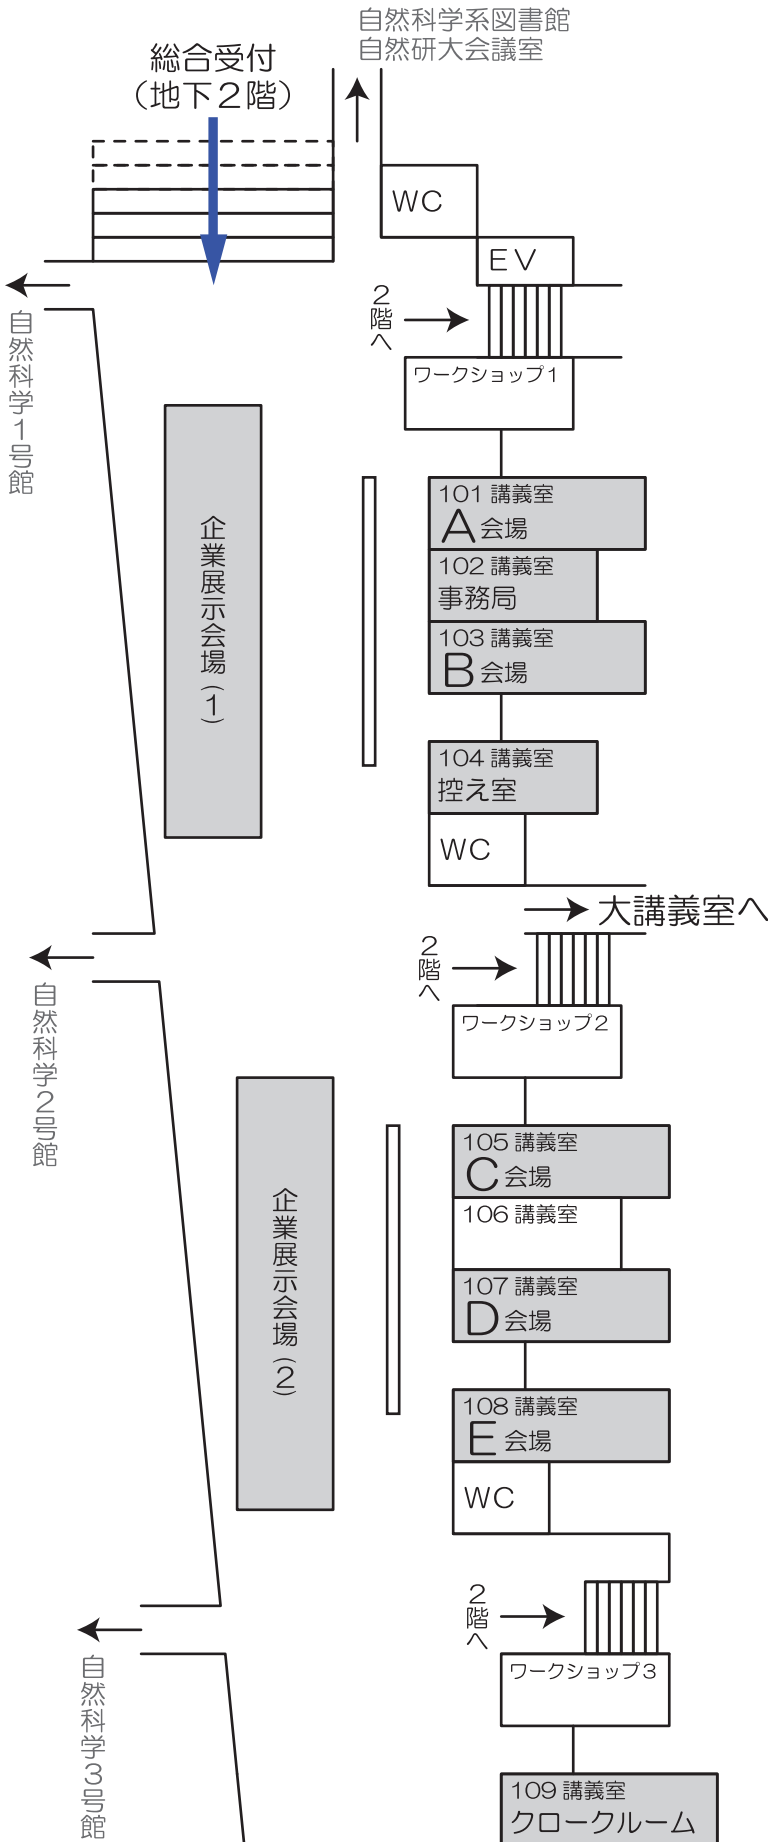 自然科学系図書館
自然研大会議室
総合受付
（地下２階）
WC
EV
2階へ
自然科学1号館
ワークショップ1
101 講義室
A 会場
企業展示会場（1）
102 講義室
事務局
103 講義室
B 会場
104 講義室
控え室
WC
大講義室へ
2階へ
自然科学2号館
ワークショップ2
105 講義室
C 会場
企業展示会場（2）
106 講義室
107 講義室
D 会場
108 講義室
E 会場
WC
2階へ
自然科学3号館
ワークショップ3
109 講義室
クロークルーム